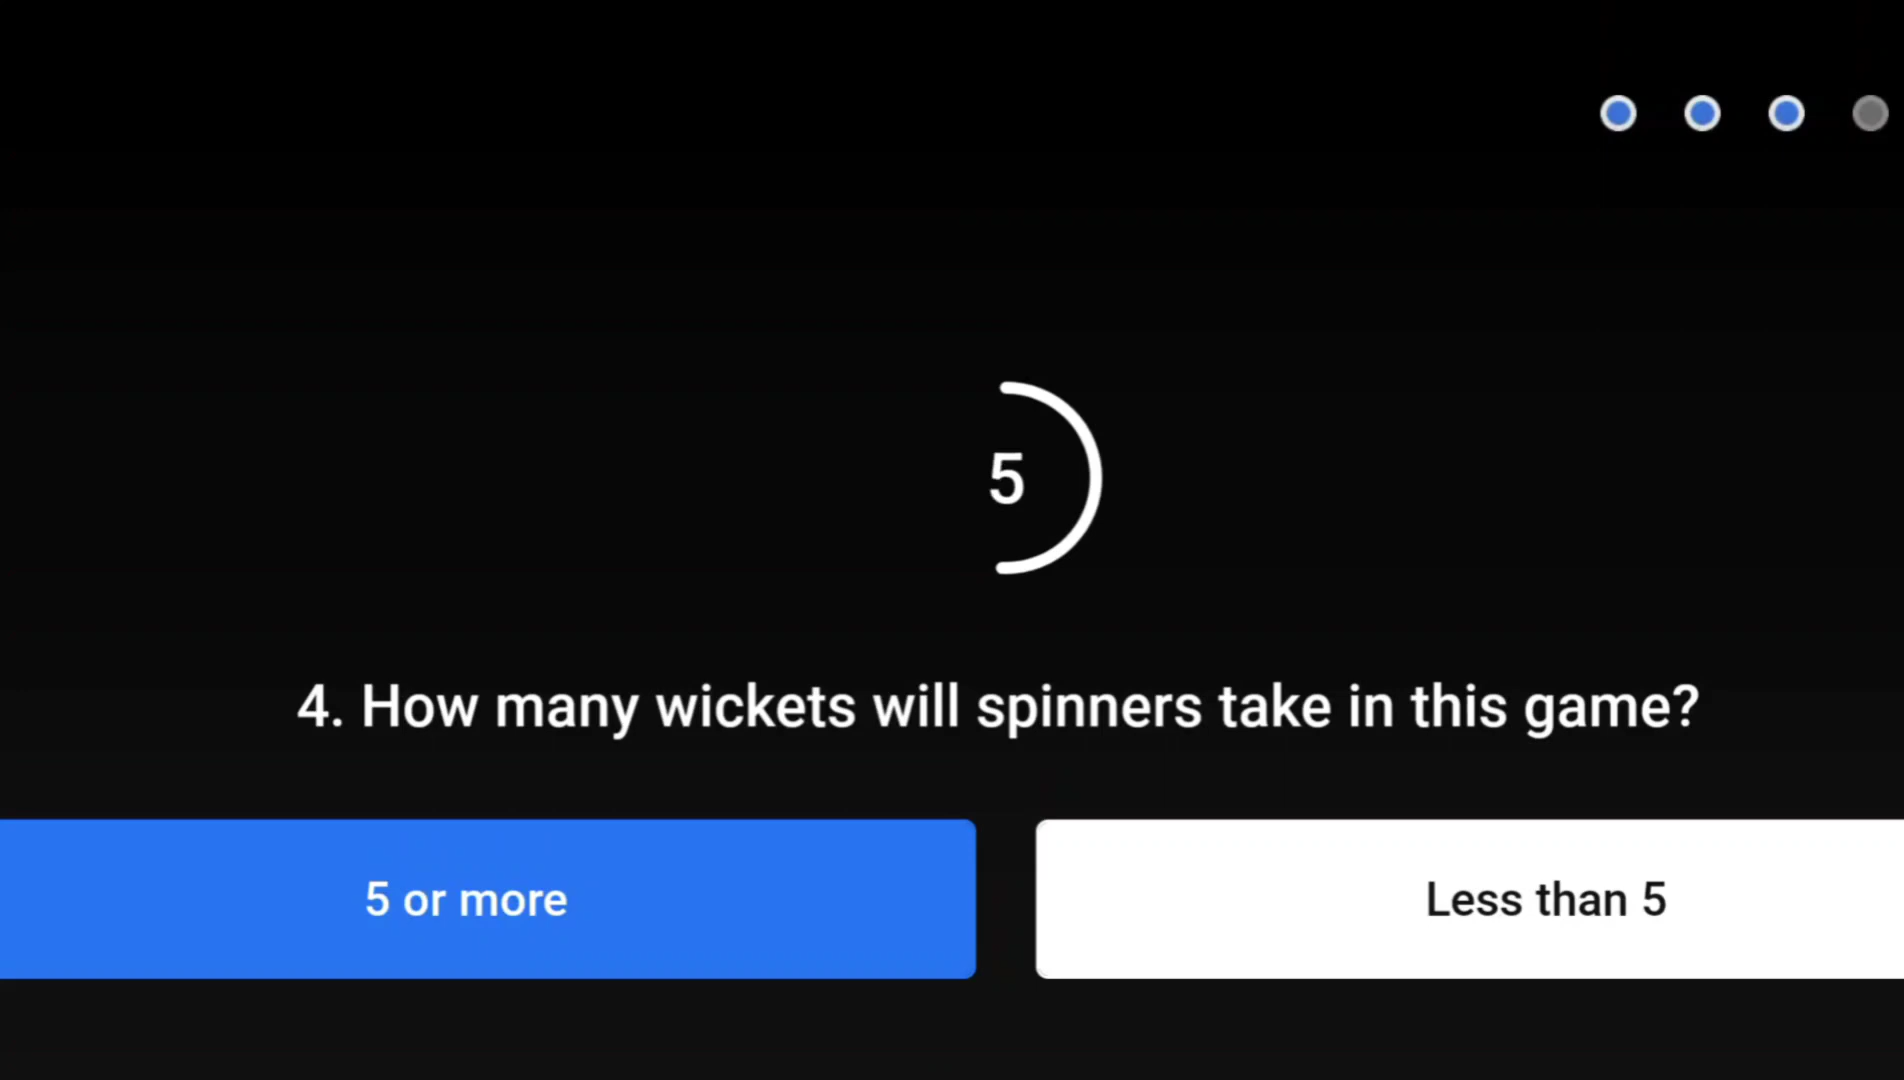 5
4. How many wickets will spinners take in this game?
5 or more
Less than 5